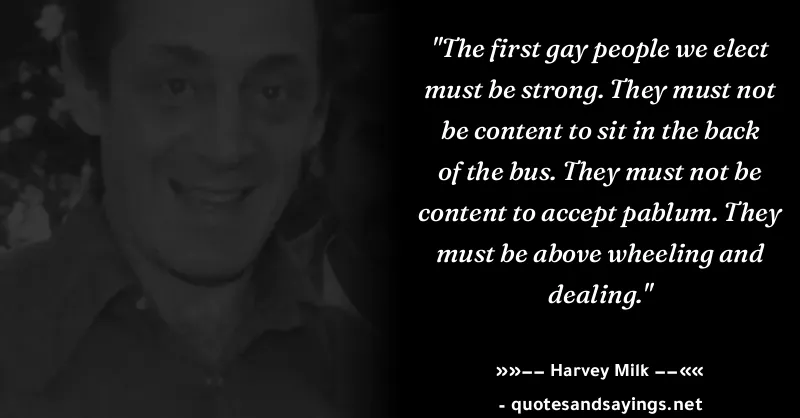 "The first gay people we elect
must be strong. They must not
be content to sit in the back
of the bus. They must not be
content to accept pablum. They
must be above wheeling and
dealing."
»»−− Harvey Milk −−««
- quotesandsayings.net